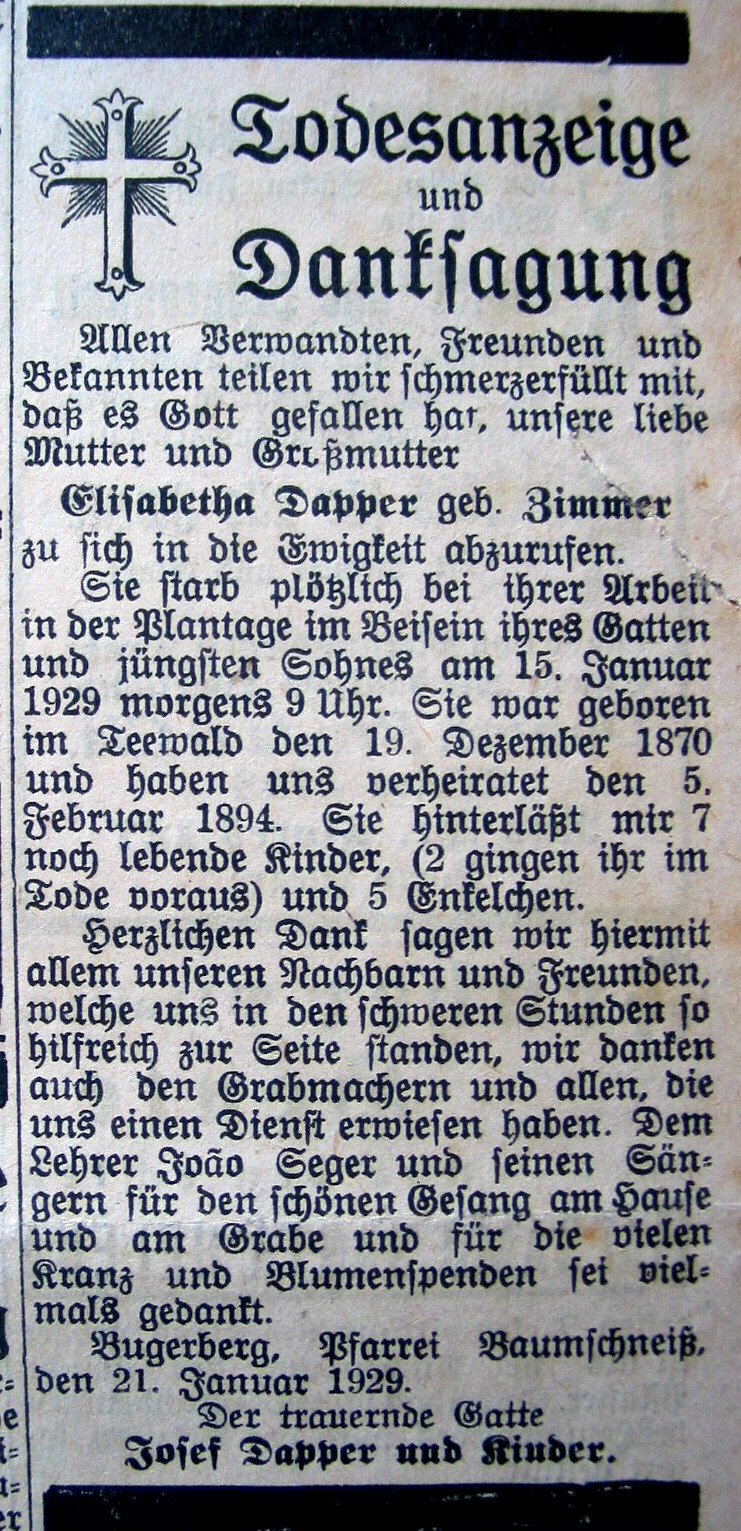 Todesanzeige
und
Danksagung
Allen Verwandten, Freunden und
Bekannten teilen wir schmerzerfüllt mit,
daß es Gott gefallen hat, unsere liebe
Mutter und Großmutter
Elisabetha Dapper geb. Zimmer
zu sich in die Ewigkeit abzurufen.
Sie starb plötzlich bei ihrer Arbeit
in der Plantage im Beisein ihres Gatten
und jüngsten Sohnes am 15. Januar
1929 morgens 9 Uhr. Sie war geboren
im Teewald den 19. Dezember 1870
und haben uns verheiratet den 5.
Februar 1894. Sie hinterläßt mir 7
noch lebende Kinder, (2 gingen ihr im
Tode voraus) und 5 Enkelchen.
Herzlichen Dank sagen wir hiermit
allem unseren Nachbarn und Freunden,
welche uns in den schweren Stunden so
hilfreich zur Seite standen, wir danken
auch den Grabmachern und allen, die
uns einen Dienst erwiesen haben. Dem
Lehrer João Seger und seinen Sän-
gern für den schönen Gesang am Hause
und am Grabe und für die vielen
Kranz und Blumenspenden sei viel-
mals gedankt.
Bugerberg, Pfarrei Baumschneiß,
den 21. Januar 1929.
Der trauernde Gatte
Josef Dapper und Kinder.